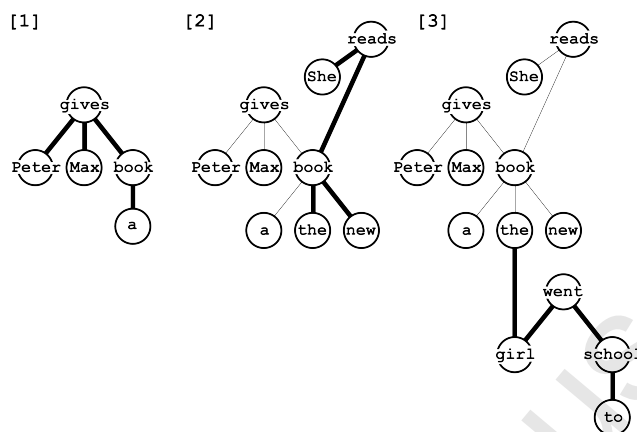 [1] [2] [3]
reads reads
She She
gives gives gives
Peter Max book Peter Max book Peter Max book
a a the new a the new
went
girl school
to